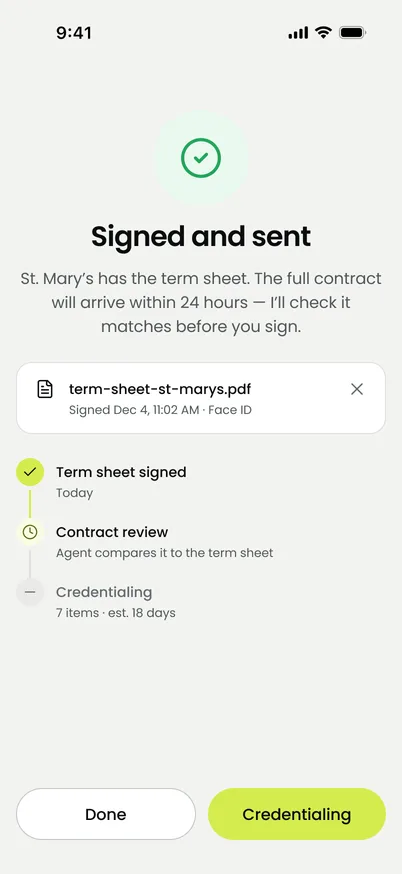 9:41
Signed and sent
St. Mary’s has the term sheet. The full contract
will arrive within 24 hours — I’ll check it
matches before you sign.
term-sheet-st-marys.pdf
Signed Dec 4, 11:02 AM · Face ID
Term sheet signed
Today
Contract review
Agent compares it to the term sheet
Credentialing
7 items · est. 18 days
Done
Credentialing